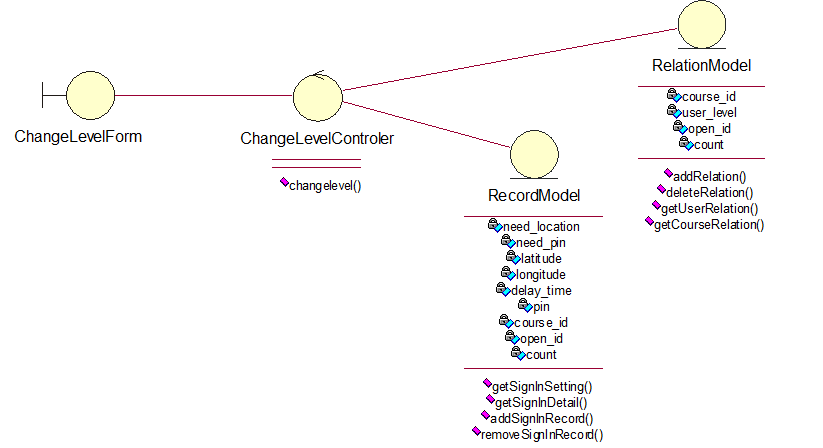 ChangeLevelForm
ChangeLevelControler
changelevel()
RelationModel
course_id
user_level
open_id
count
addRelation()
deleteRelation()
getUserRelation()
getCourseRelation()
RecordModel
need_location
need_pin
latitude
longitude
delay_time
pin
course_id
open_id
count
getSignInSetting()
getSignInDetail()
addSignInRecord()
removeSignInRecord()